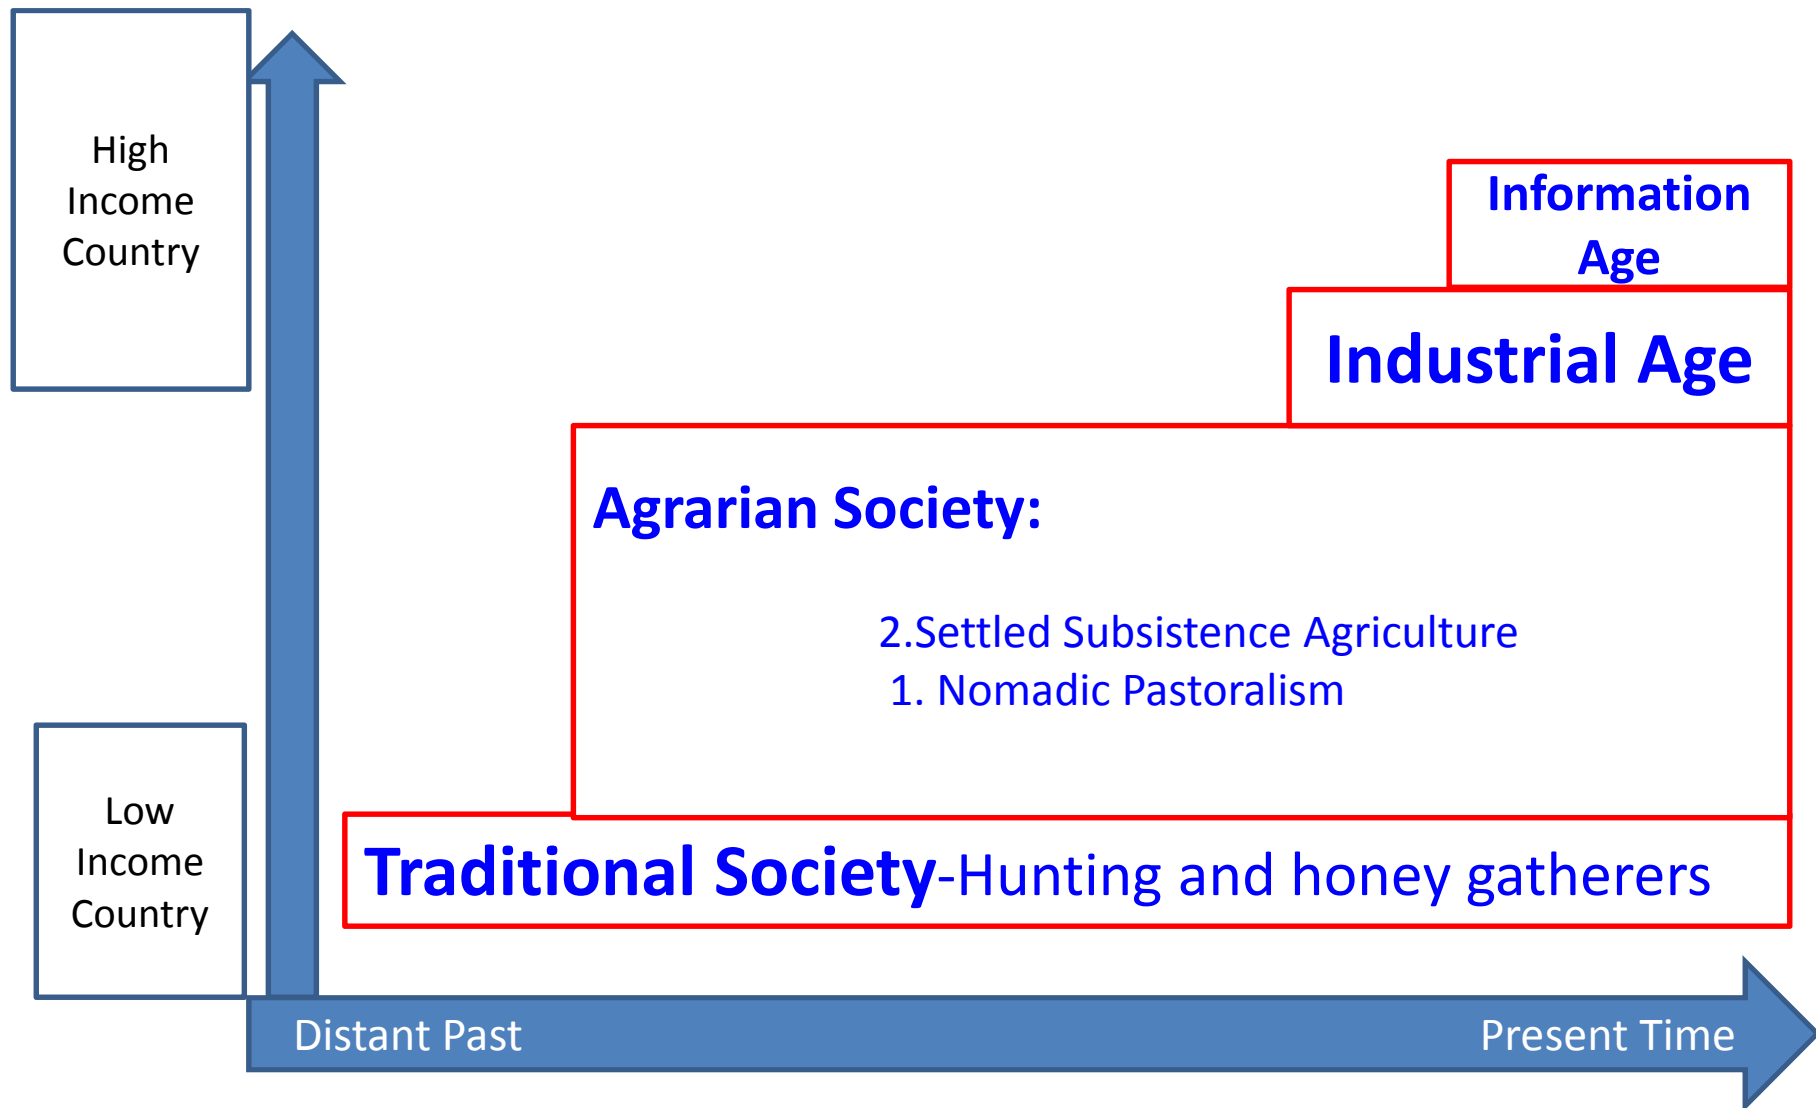 High
Income
Country
Information
Age
Industrial Age
Agrarian Society:
2.Settled Subsistence Agriculture
1. Nomadic Pastoralism
Low
Income
Country
Traditional Society-Hunting and honey gatherers
Distant Past
Present Time